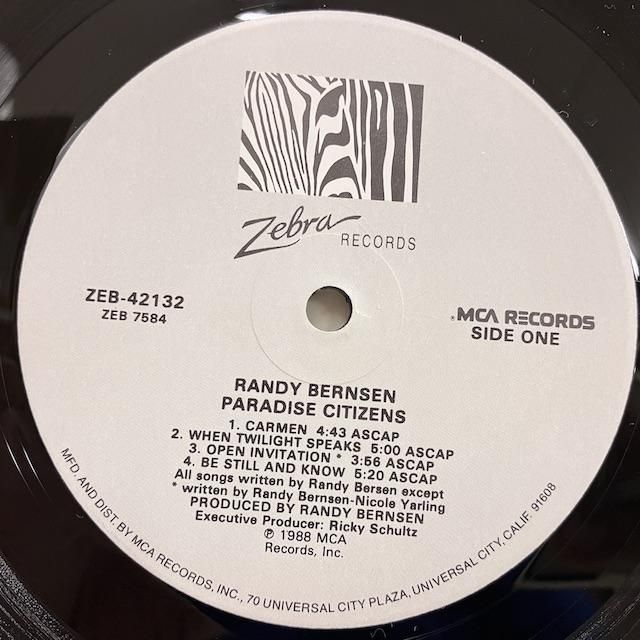 Zebra RECORDS
ZEB-42132
ZEB 7584
MCA RECORDS
SIDE ONE
RANDY BERNSEN
PARADISE CITIZENS
1. CARMEN 4:43 ASCAP
2. WHEN TWILIGHT SPEAKS 5:00 ASCAP
3. OPEN INVITATION * 3:56 ASCAP
4. BE STILL AND KNOW 5:20 ASCAP
All songs written by Randy Bersen except
* written by Randy Bernsen-Nicole Yarling
PRODUCED BY RANDY BERNSEN
Executive Producer: Ricky Schultz
℗ 1988 MCA
Records, Inc.
MFD. AND DIST. BY MCA RECORDS, INC., 70 UNIVERSAL CITY PLAZA, UNIVERSAL CITY, CALIF. 91608